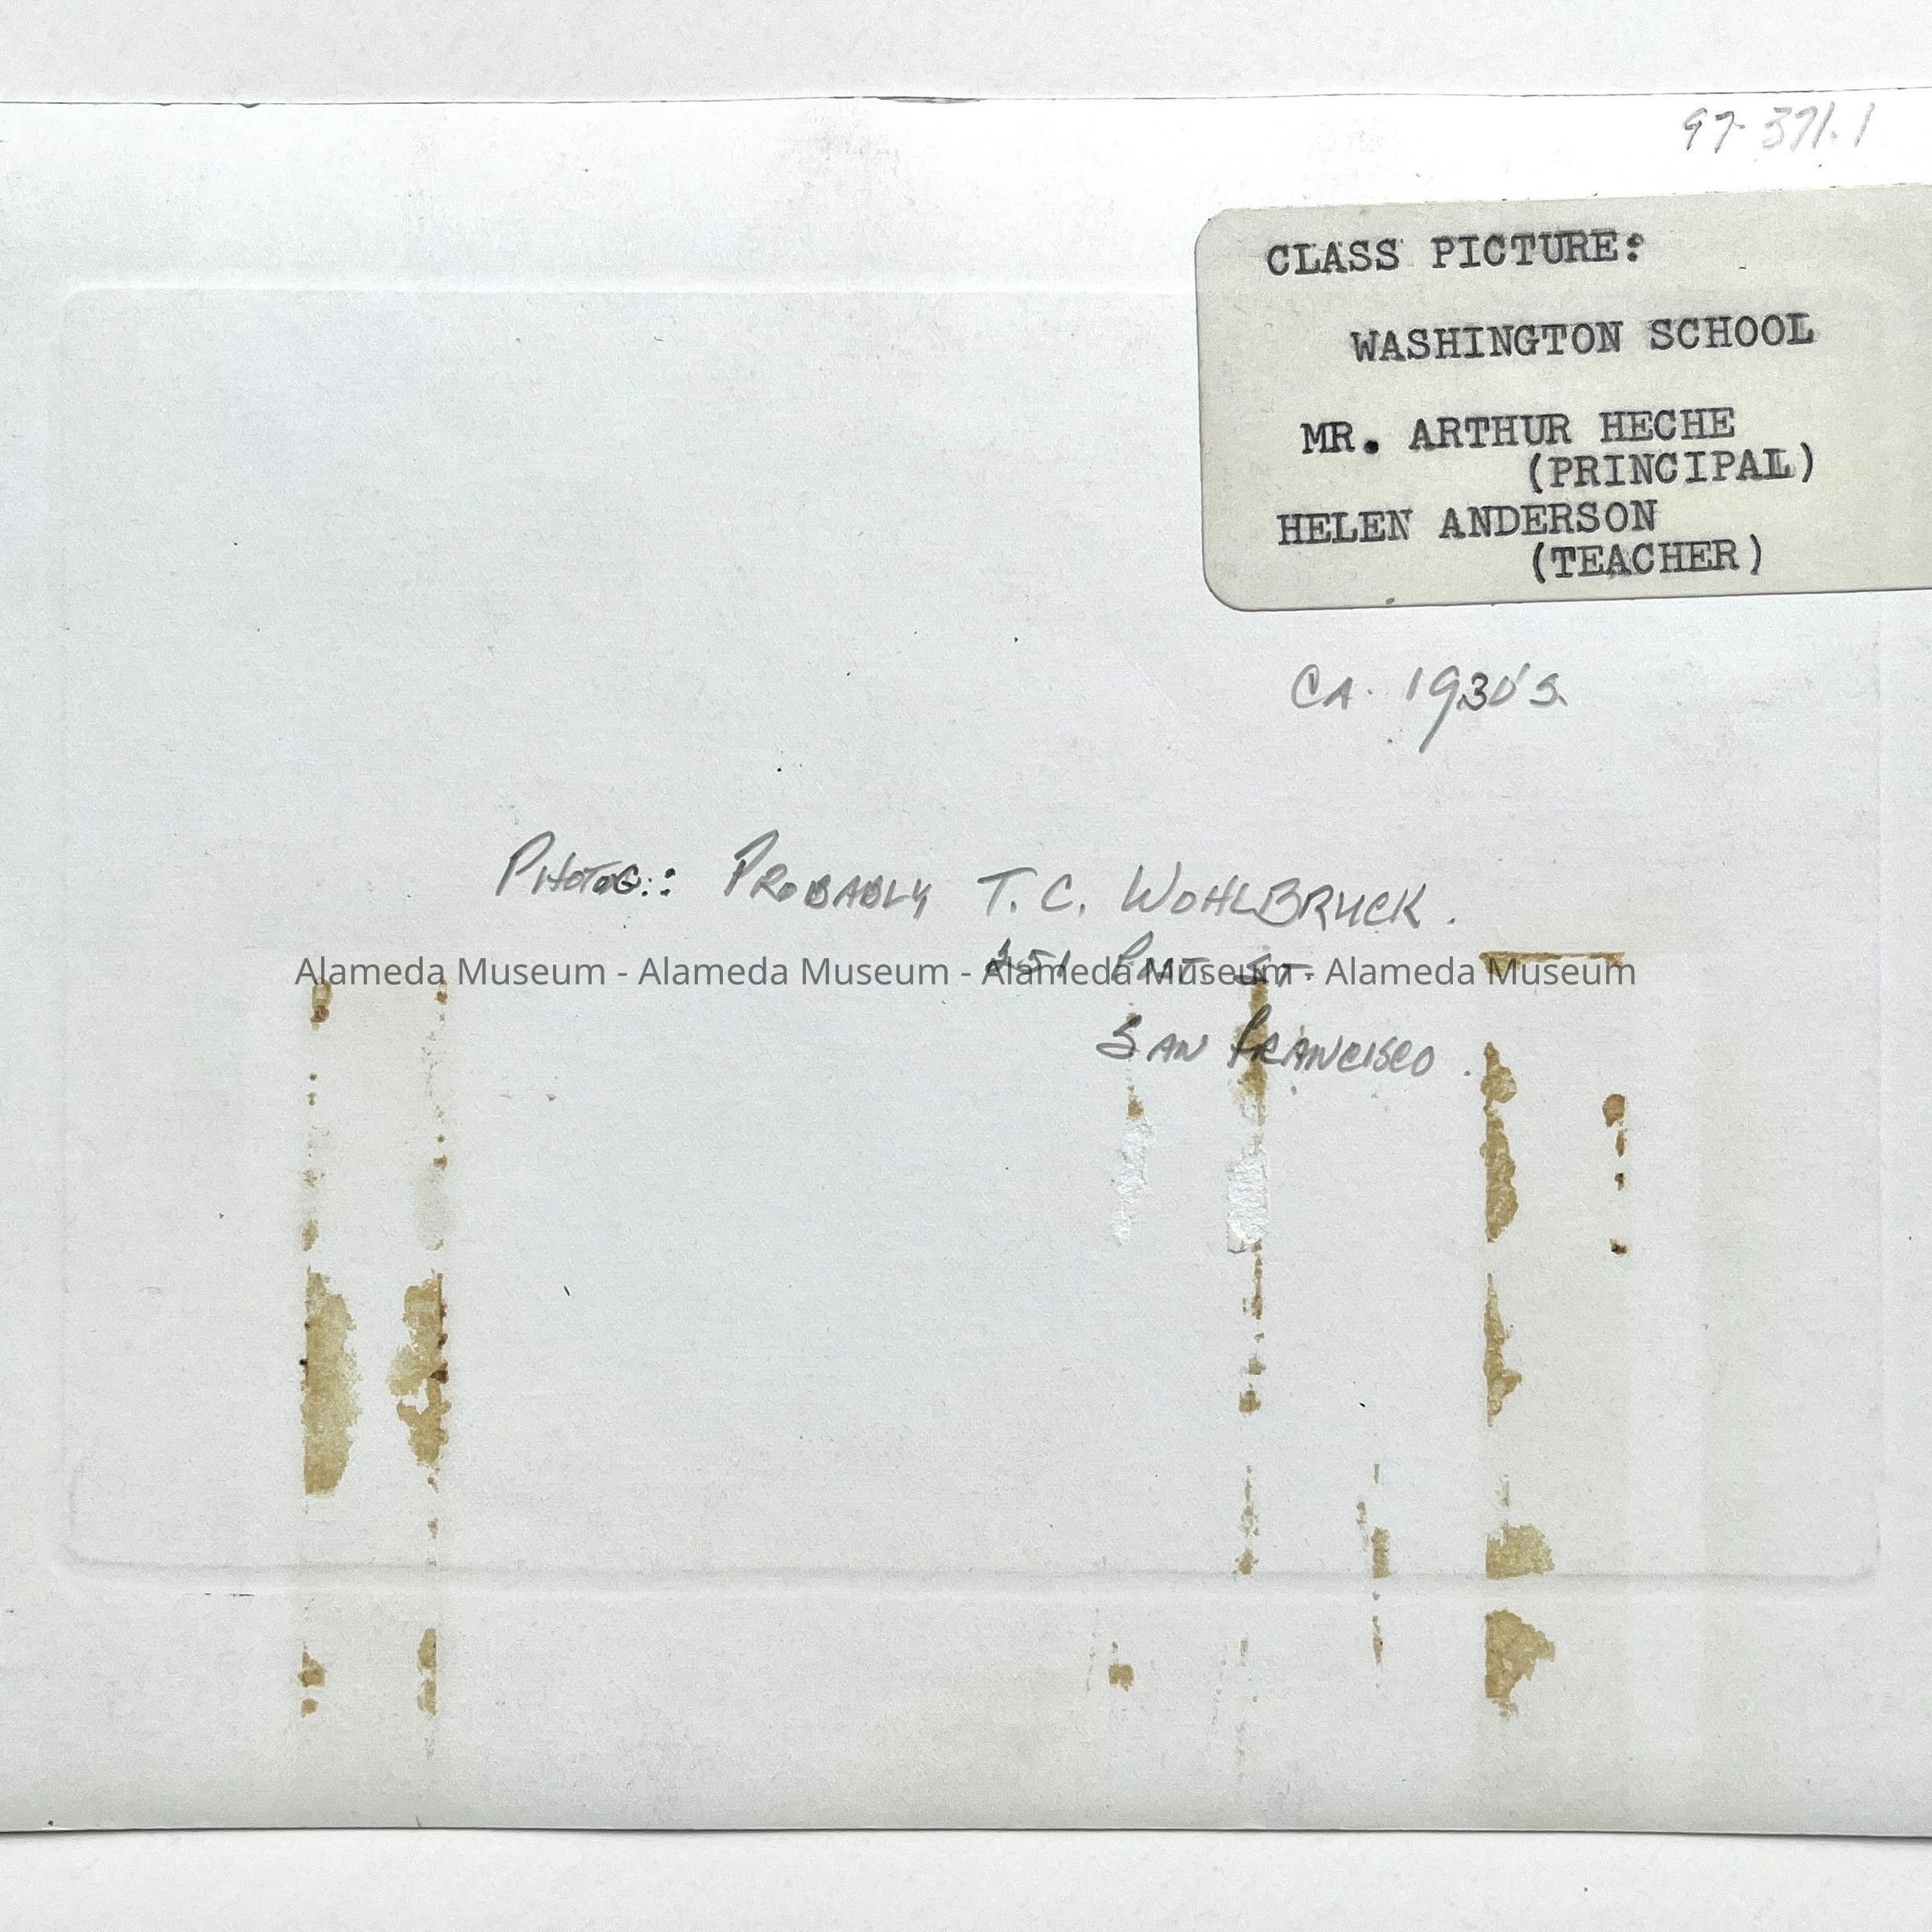 97-371.1
CLASS PICTURE:
WASHINGTON SCHOOL
MR. ARTHUR HECHE
(PRINCIPAL)
HELEN ANDERSON
(TEACHER)
CA. 1930'S.
PHOTOG.: PROBABLY T. C. WOHLBRUCK.
ST.
Alameda Museum - Alameda Museum - Alameda Museum - Alameda Museum
SAN FRANCISCO.